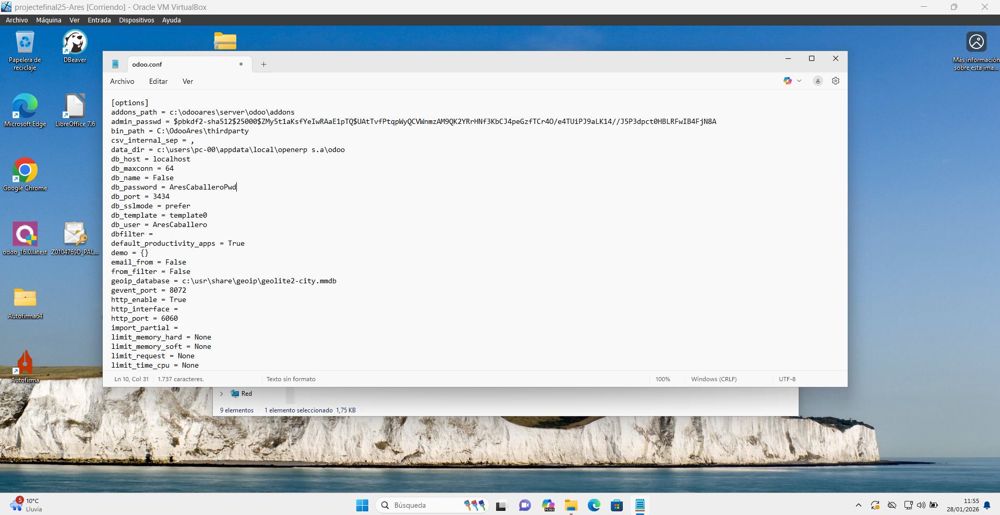 projectefinal25-Ares [Corriendo] - Oracle VM VirtualBox
Archivo Máquina Ver Entrada Dispositivos Ayuda
Papelera de reciclaje
DBeaver
Más información sobre esta ima...
Microsoft Edge
LibreOffice 7.6
Google Chrome
odoo_16.0.latest
Z0104769D_PAL...
Autofirma64
Autofirma
odoo.conf
Archivo Editar Ver
[options]
addons_path = c:\odooares\server\odoo\addons
admin_passwd = $pbkdf2-sha512$25000$ZMy5t1aKsfYeIwRAaE1pTQ$UAtTvfPtqpWyQCVWnmzAM9QK2YRrHNf3KbCJ4peGzfTCr4O/e4TUiPJ9aLK14//J5P3dpct0HBLRFwIB4FjN8A
bin_path = C:\OdooAres\thirdparty
csv_internal_sep = ,
data_dir = c:\users\pc-00\appdata\local\openerp s.a\odoo
db_host = localhost
db_maxconn = 64
db_name = False
db_password = AresCaballeroPwd
db_port = 3434
db_sslmode = prefer
db_template = template0
db_user = AresCaballero
dbfilter =
default_productivity_apps = True
demo = {}
email_from = False
from_filter = False
geoip_database = c:\usr\share\geoip\geolite2-city.mmdb
gevent_port = 8072
http_enable = True
http_interface =
http_port = 6060
import_partial =
limit_memory_hard = None
limit_memory_soft = None
limit_request = None
limit_time_cpu = None
Ln 10, Col 31 1.737 caracteres. Texto sin formato 100% Windows (CRLF) UTF-8
Red
9 elementos 1 elemento seleccionado 1,75 KB
5
10°C
Lluvia
Búsqueda
M365
11:55
28/01/2026